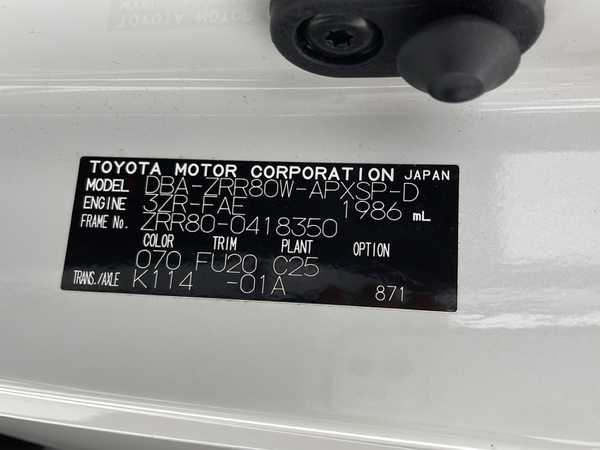 TOYOTA MOTOR CORPORATION JAPAN
MODEL DBA-ZRR80W-APXSP-D
ENGINE 3ZR-FAE 1986 mL
FRAME No. ZRR80-0418350
COLOR TRIM PLANT
070 FU20 C25
TRANS./AXLE K114 -01A 871